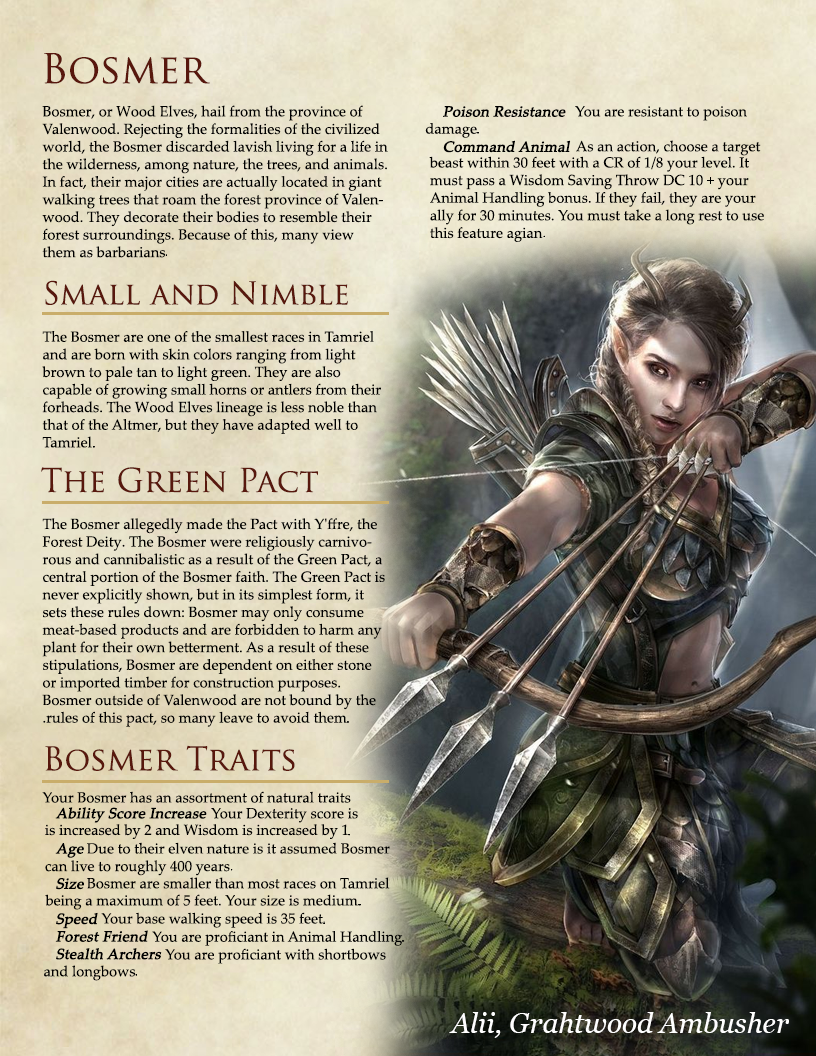 Bosmer
Bosmer, or Wood Elves, hail from the province of
Valenwood. Rejecting the formalities of the civilized
world, the Bosmer discarded lavish living for a life in
the wilderness, among nature, the trees, and animals.
In fact, their major cities are actually located in giant
walking trees that roam the forest province of Valen-
wood. They decorate their bodies to resemble their
forest surroundings. Because of this, many view
them as barbarians.
Small and Nimble
The Bosmer are one of the smallest races in Tamriel
and are born with skin colors ranging from light
brown to pale tan to light green. They are also
capable of growing small horns or antlers from their
forheads. The Wood Elves lineage is less noble than
that of the Altmer, but they have adapted well to
Tamriel.
The Green Pact
The Bosmer allegedly made the Pact with Y'ffre, the
Forest Deity. The Bosmer were religiously carnivo-
rous and cannibalistic as a result of the Green Pact, a
central portion of the Bosmer faith. The Green Pact is
never explicitly shown, but in its simplest form, it
sets these rules down: Bosmer may only consume
meat-based products and are forbidden to harm any
plant for their own betterment. As a result of these
stipulations, Bosmer are dependent on either stone
or imported timber for construction purposes.
Bosmer outside of Valenwood are not bound by the
.rules of this pact, so many leave to avoid them.
Bosmer Traits
Your Bosmer has an assortment of natural traits
Ability Score Increase Your Dexterity score is
is increased by 2 and Wisdom is increased by 1.
Age Due to their elven nature is it assumed Bosmer
can live to roughly 400 years.
Size Bosmer are smaller than most races on Tamriel
being a maximum of 5 feet. Your size is medium.
Speed Your base walking speed is 35 feet.
Forest Friend You are proficiant in Animal Handling.
Stealth Archers You are proficiant with shortbows
and longbows.
Poison Resistance You are resistant to poison
damage.
Command Animal As an action, choose a target
beast within 30 feet with a CR of 1/8 your level. It
must pass a Wisdom Saving Throw DC 10 + your
Animal Handling bonus. If they fail, they are your
ally for 30 minutes. You must take a long rest to use
this feature agian.
Alii, Grahtwood Ambusher